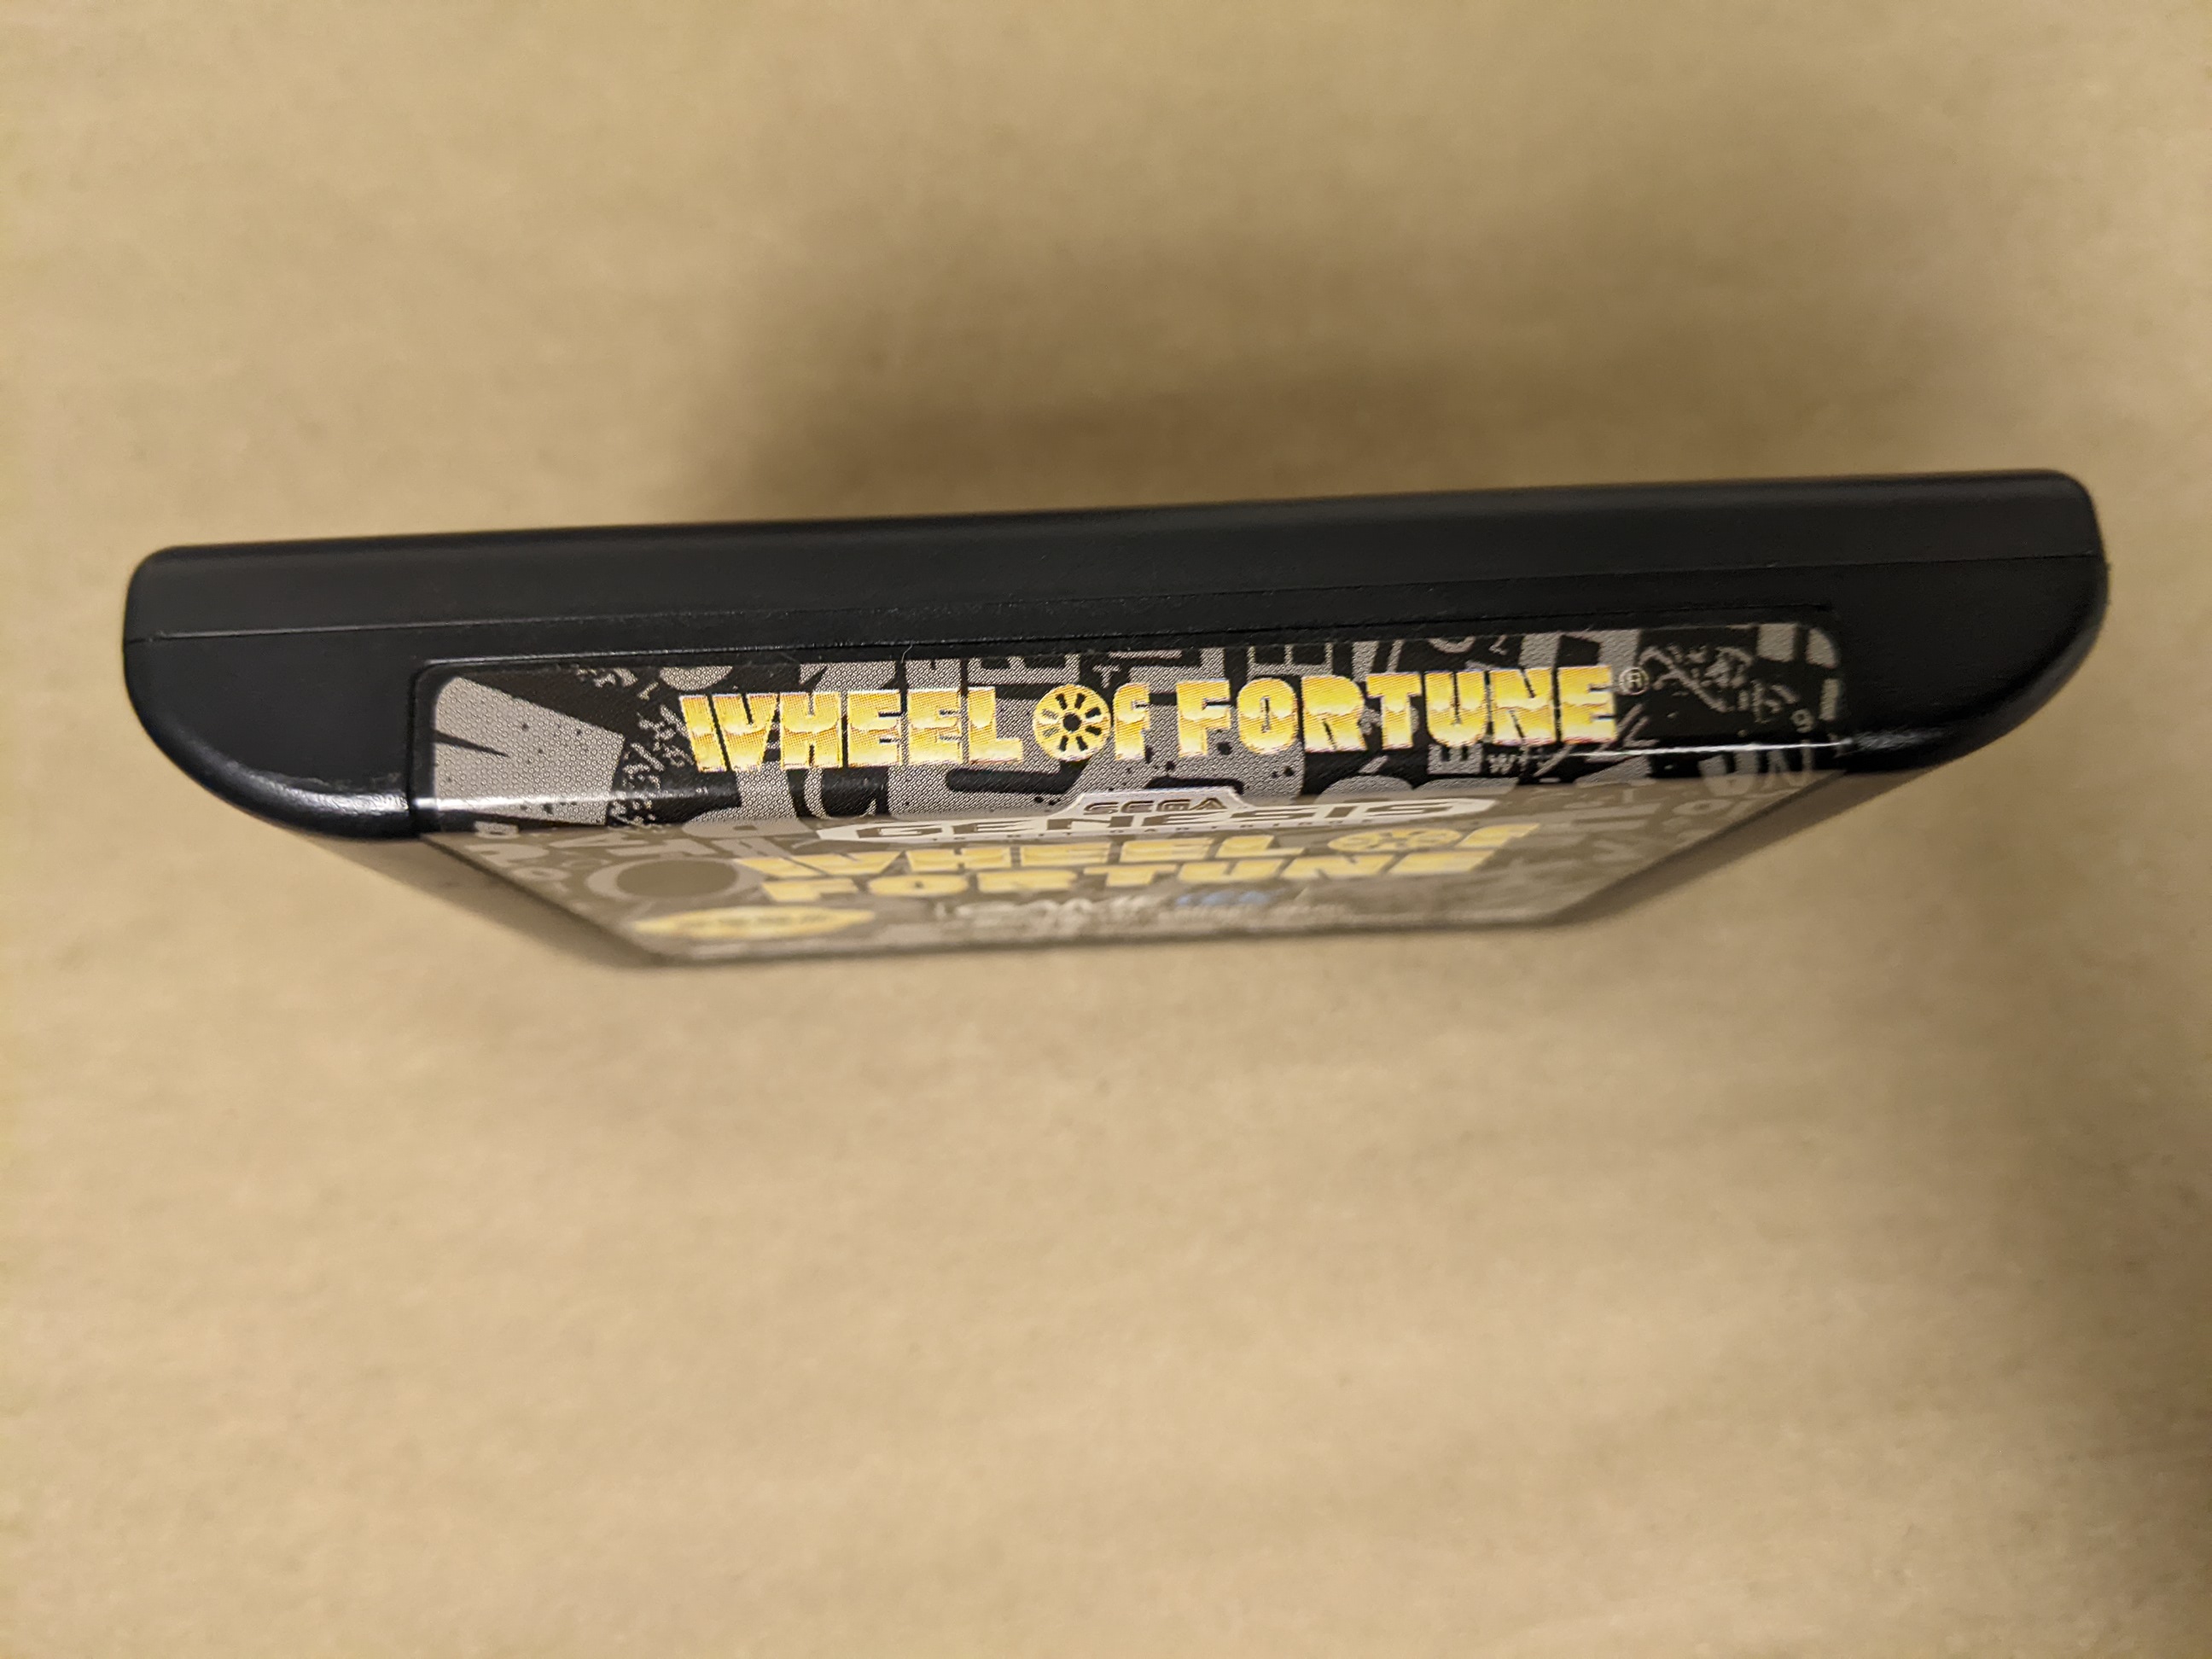 WHEEL OF FORTUNE®
SEGA
GENESIS
WHEEL OF
FORTUNE